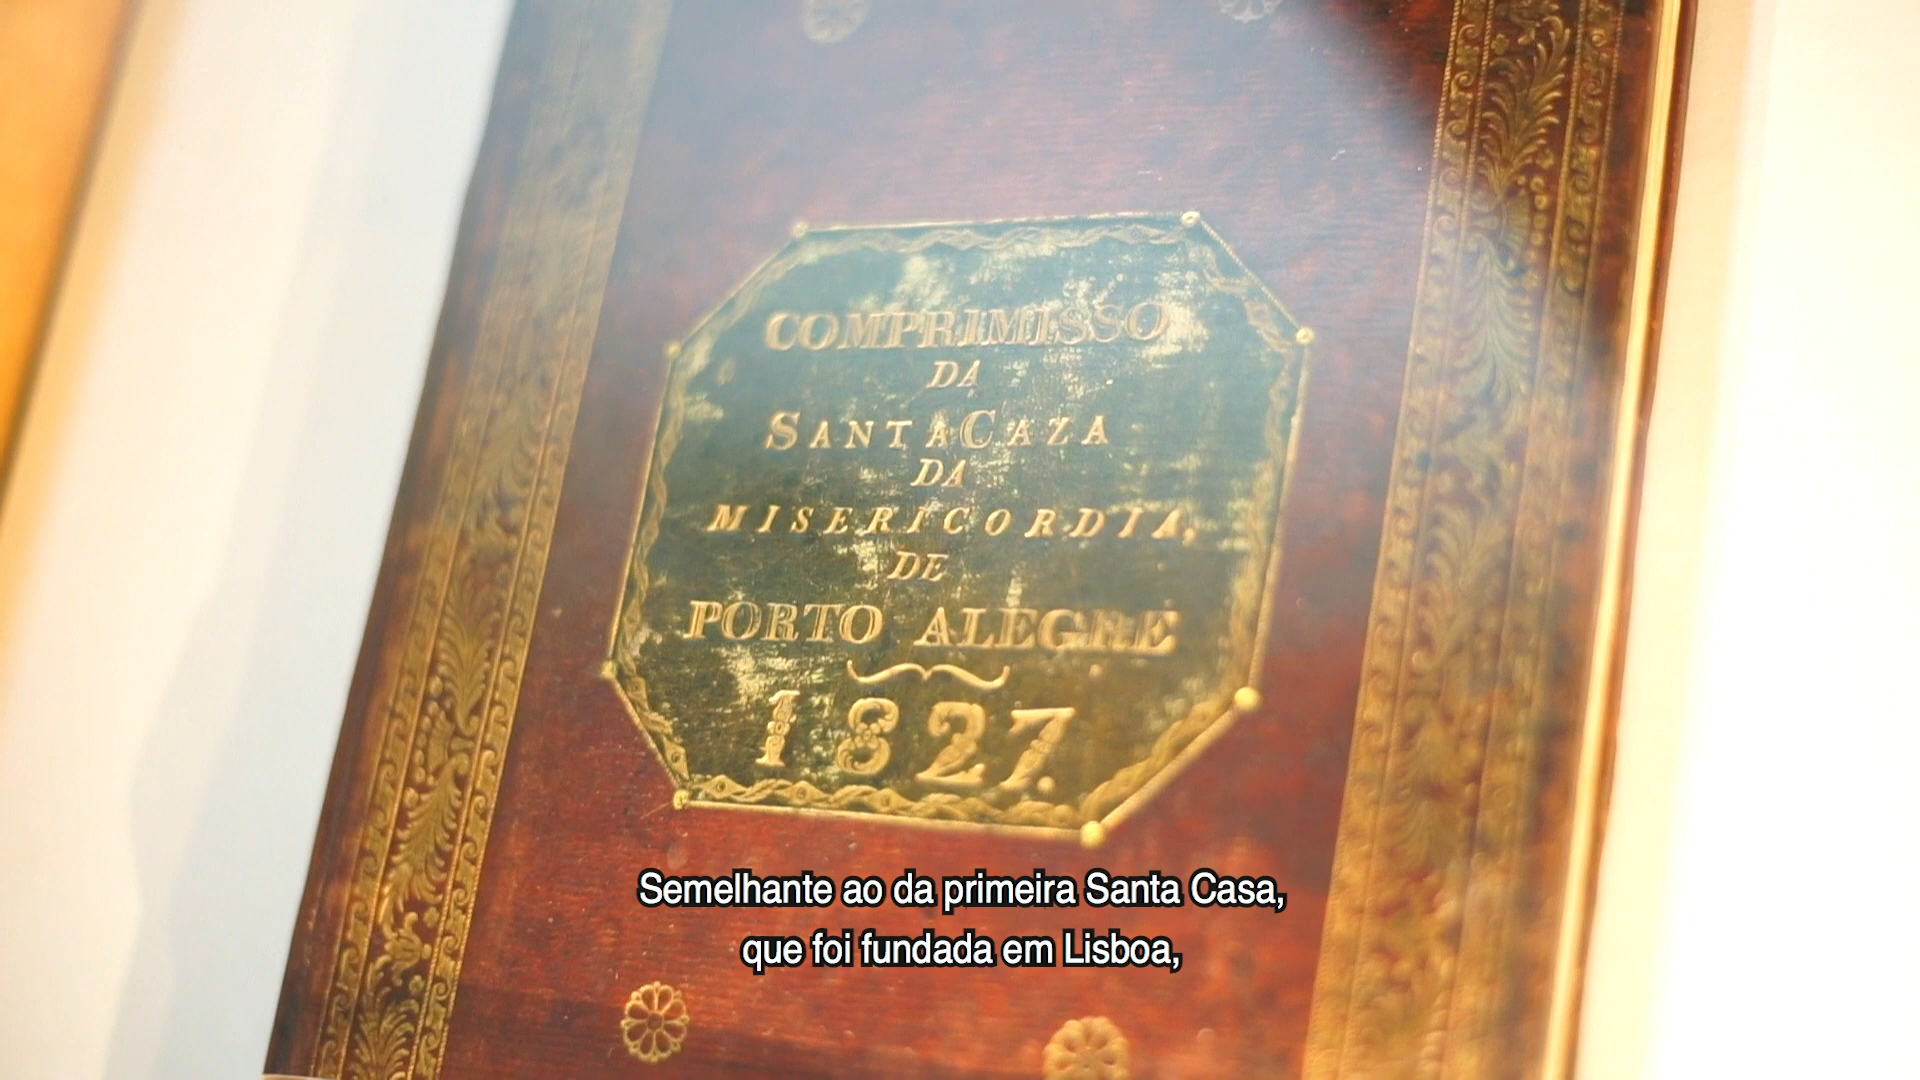 COMPRIMISSO
DA
SANTA CAZA
DA
MISERICORDIA,
DE
PORTO ALEGRE
1827.
Semelhante ao da primeira Santa Casa,
que foi fundada em Lisboa,